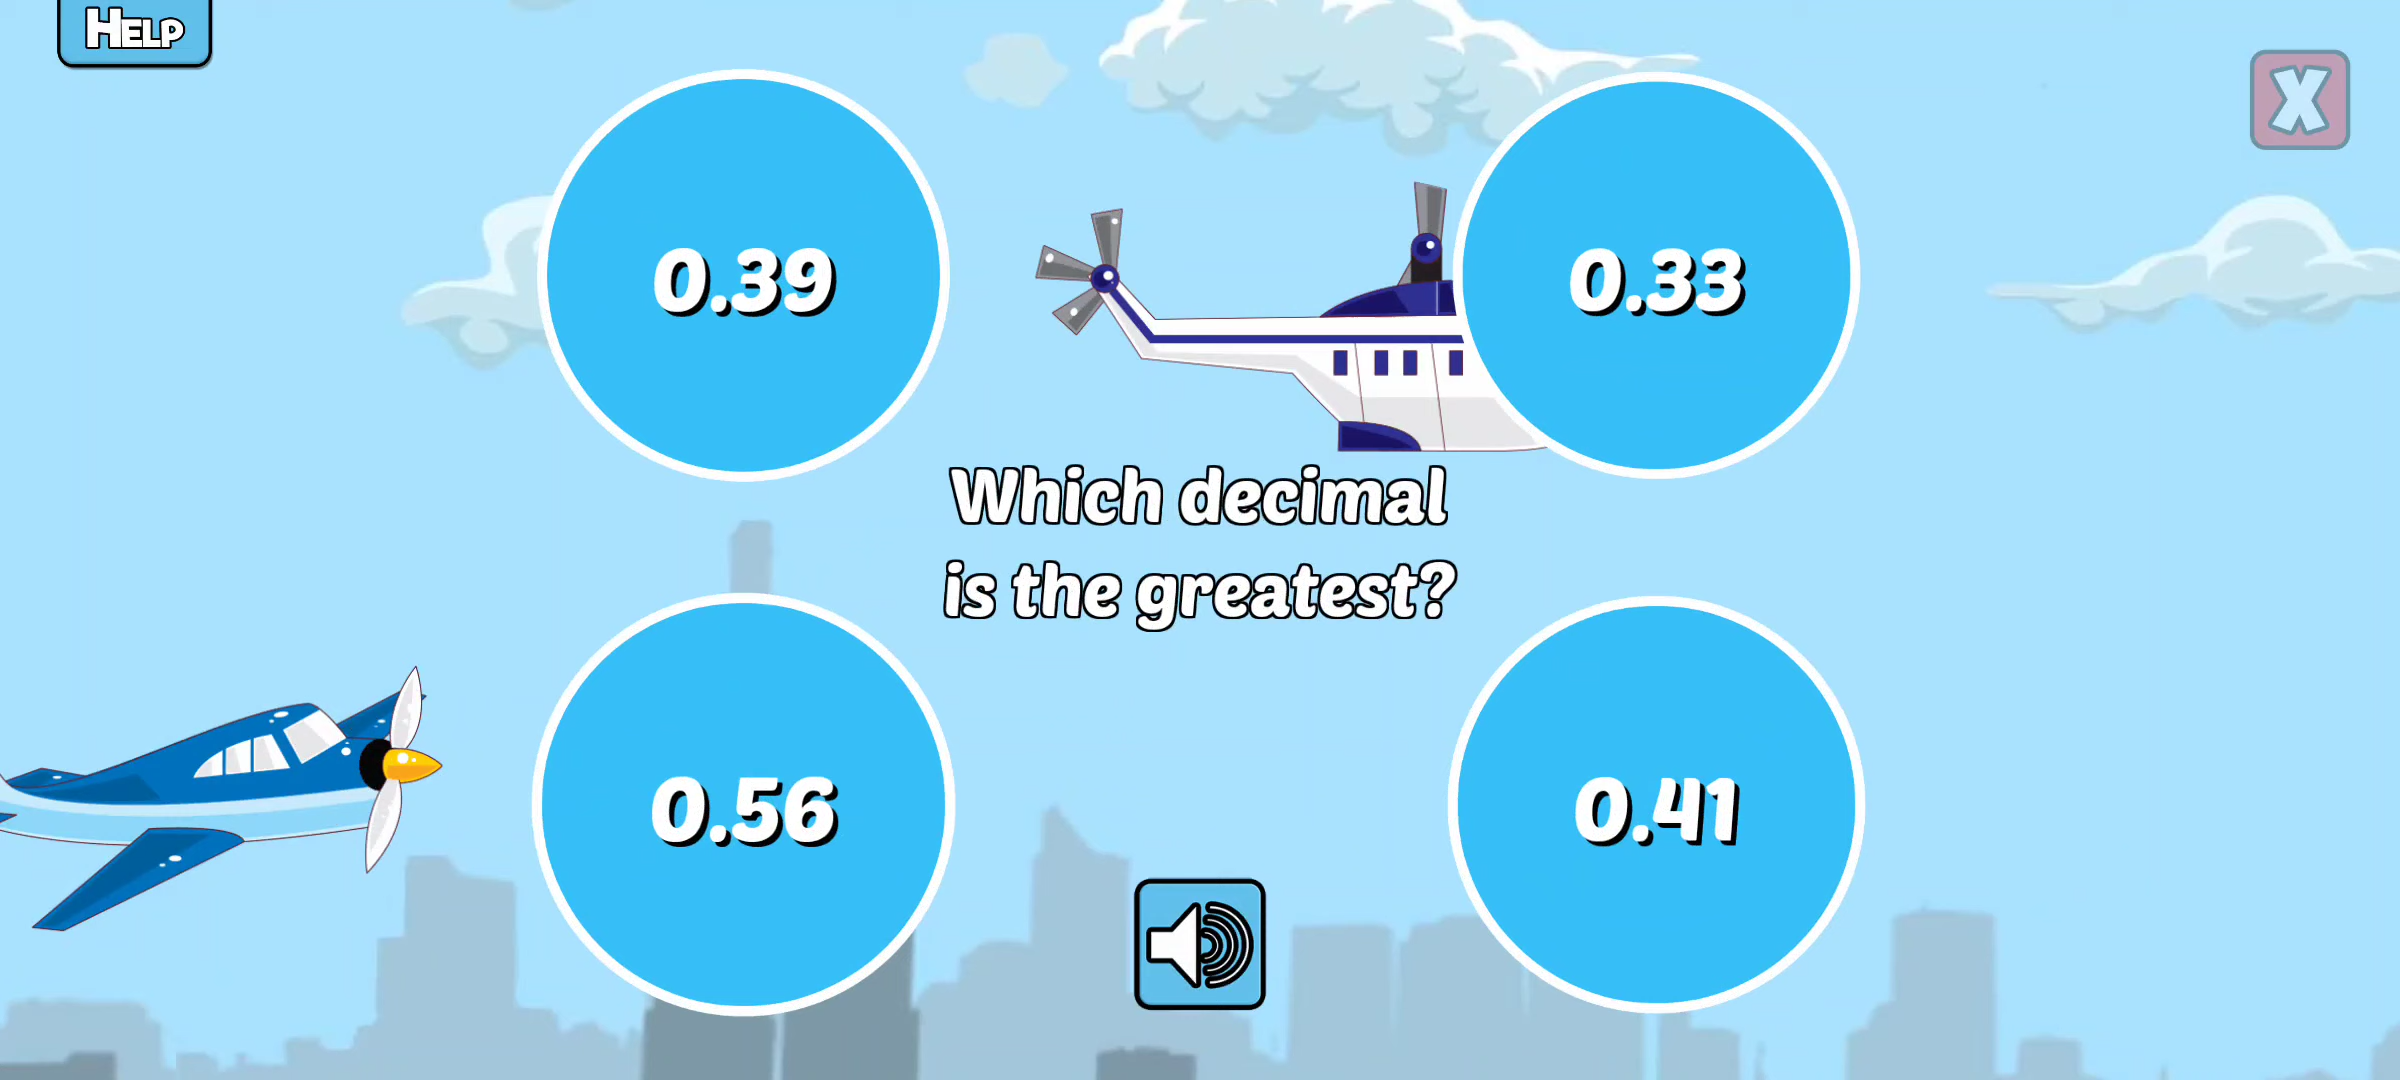 HELP
X
0.39
0.33
Which decimal
is the greatest?
0.56
0.41